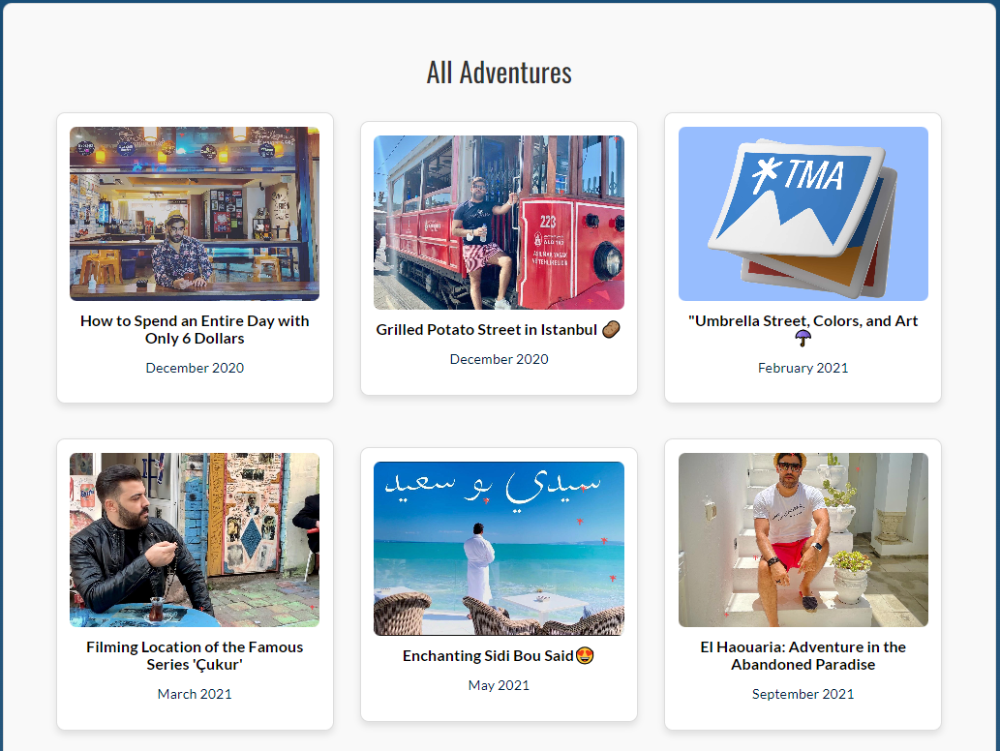 All Adventures
223
How to Spend an Entire Day with
Only 6 Dollars
December 2020
Grilled Potato Street in Istanbul 🥔
December 2020
TMA
"Umbrella Street, Colors, and Art
☂
February 2021
Filming Location of the Famous
Series 'Çukur'
March 2021
سيدي بو سعيد
Enchanting Sidi Bou Said😍
May 2021
El Haouaria: Adventure in the
Abandoned Paradise
September 2021